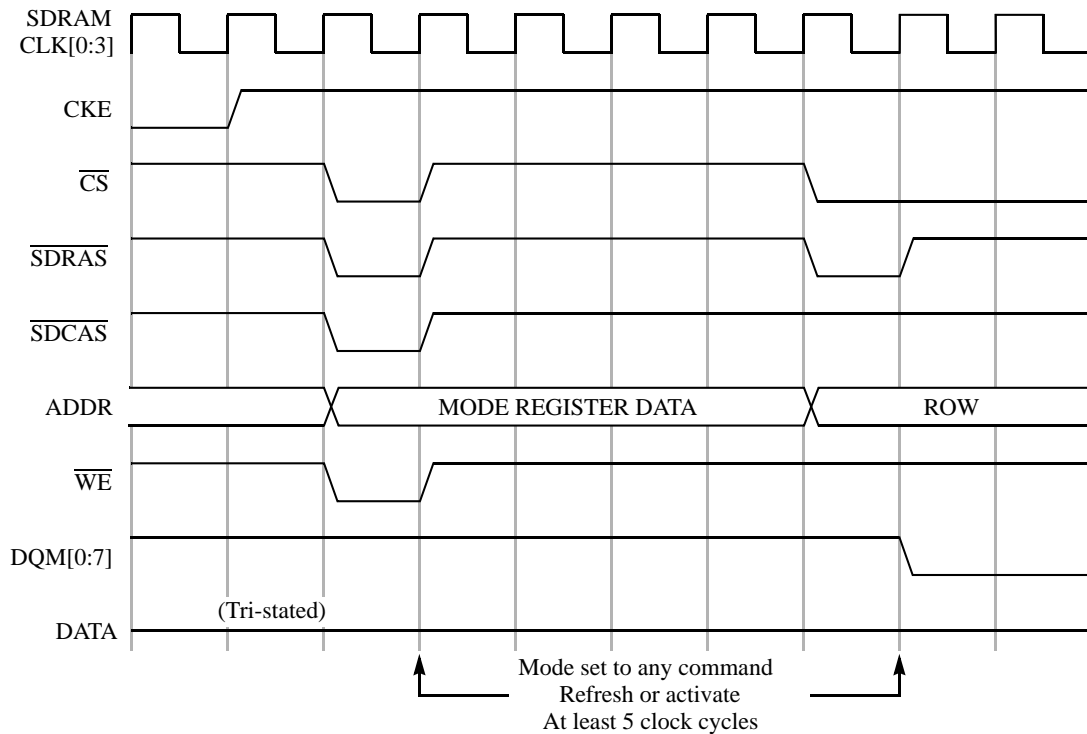 SDRAM
CLK[0:3]
CKE
CS
SDRAS
SDCAS
ADDR
MODE REGISTER DATA
ROW
WE
DQM[0:7]
(Tri-stated)
DATA
Mode set to any command
Refresh or activate
At least 5 clock cycles